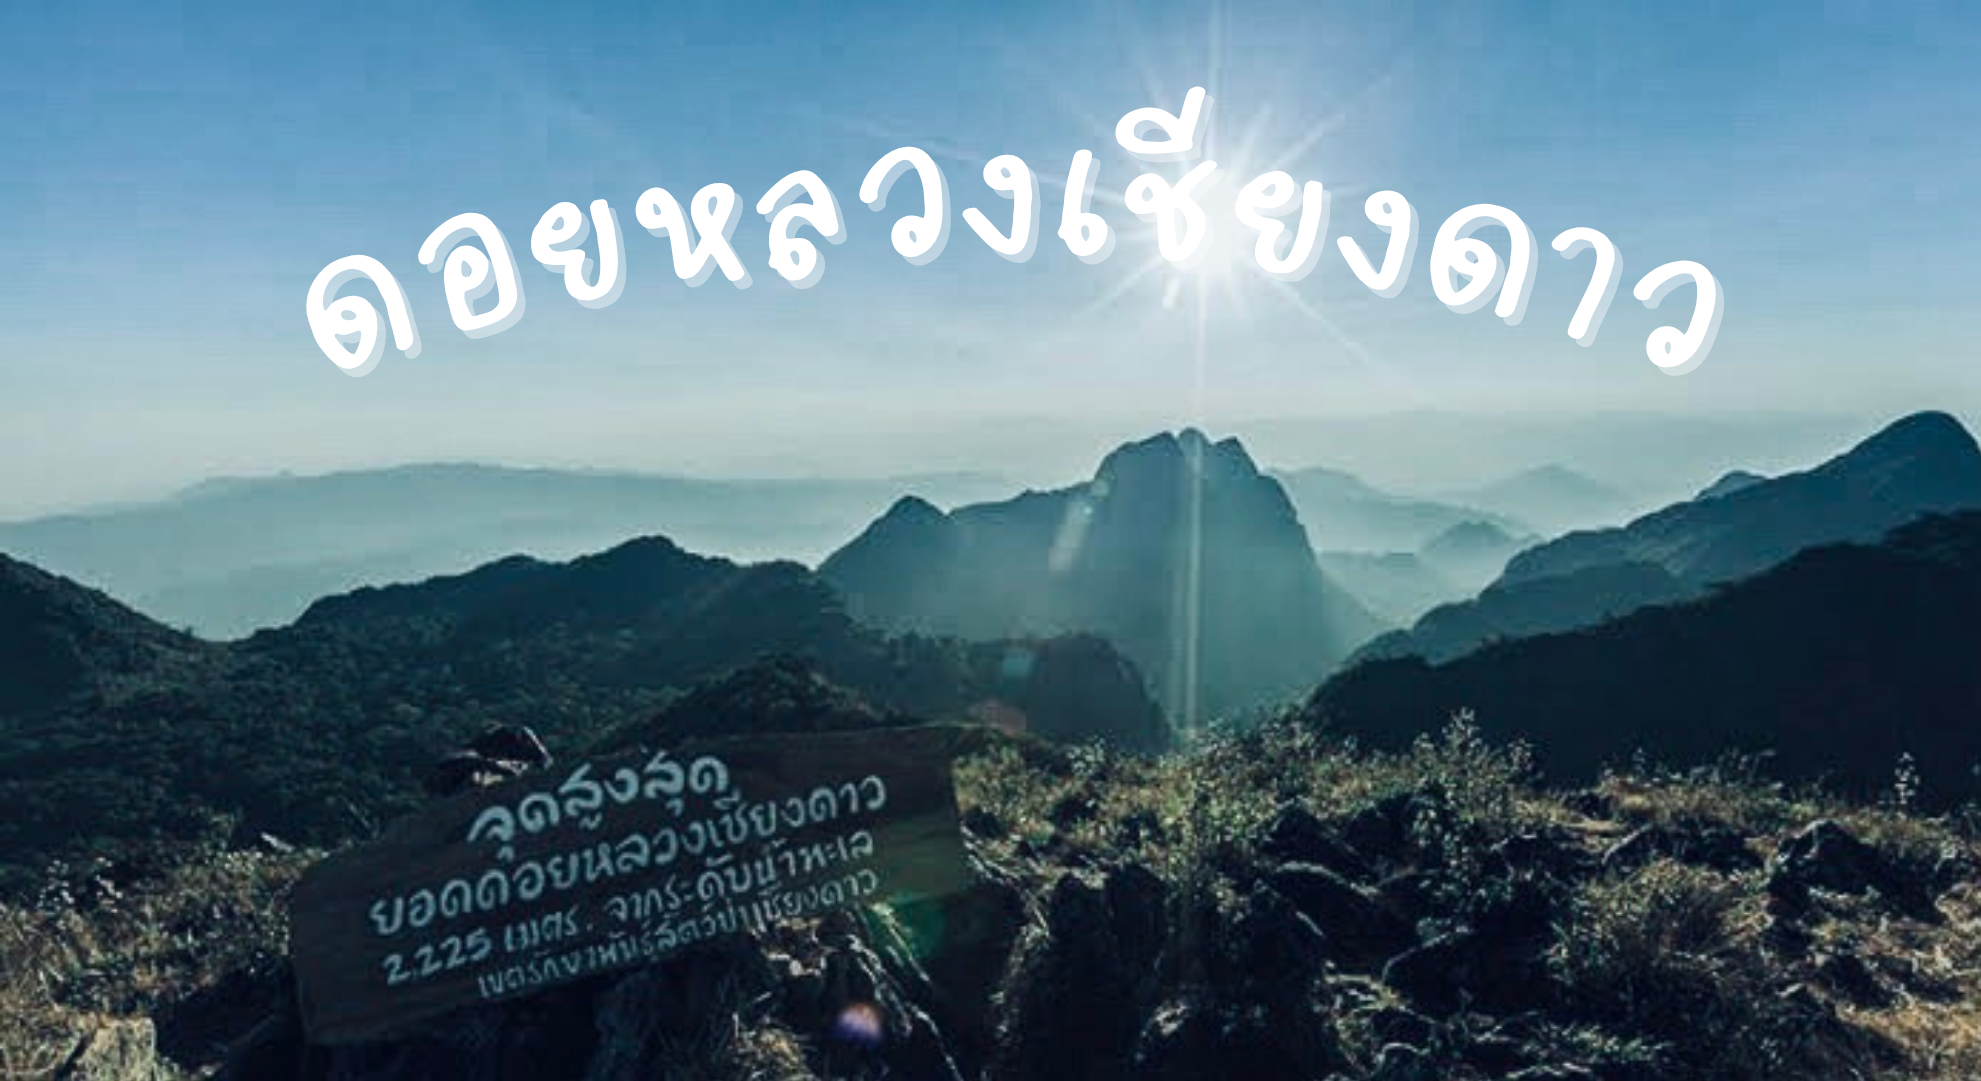 ดอยหลวงเชียงดาว
จุดสูงสุด
ยอดดอยหลวงเชียงดาว
2,225 เมตร. จากระดับน้ำทะเล
เขตรักษาพันธุ์สัตว์ป่าเชียงดาว